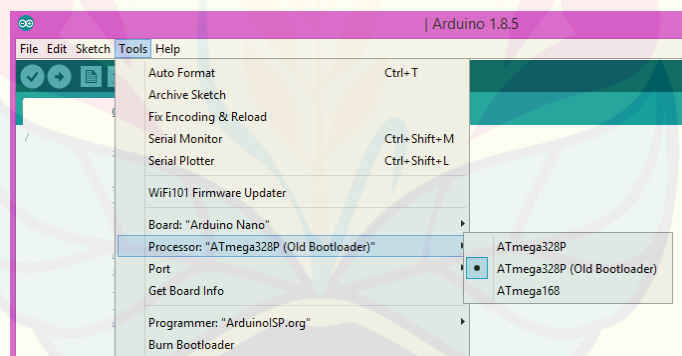 | Arduino 1.8.5
File Edit Sketch Tools Help
Auto Format Ctrl+T
Archive Sketch
Fix Encoding & Reload
Serial Monitor Ctrl+Shift+M
Serial Plotter Ctrl+Shift+L
WiFi101 Firmware Updater
Board: "Arduino Nano"
Processor: "ATmega328P (Old Bootloader)"
ATmega328P
Port
ATmega328P (Old Bootloader)
Get Board Info
ATmega168
Programmer: "ArduinoISP.org"
Burn Bootloader